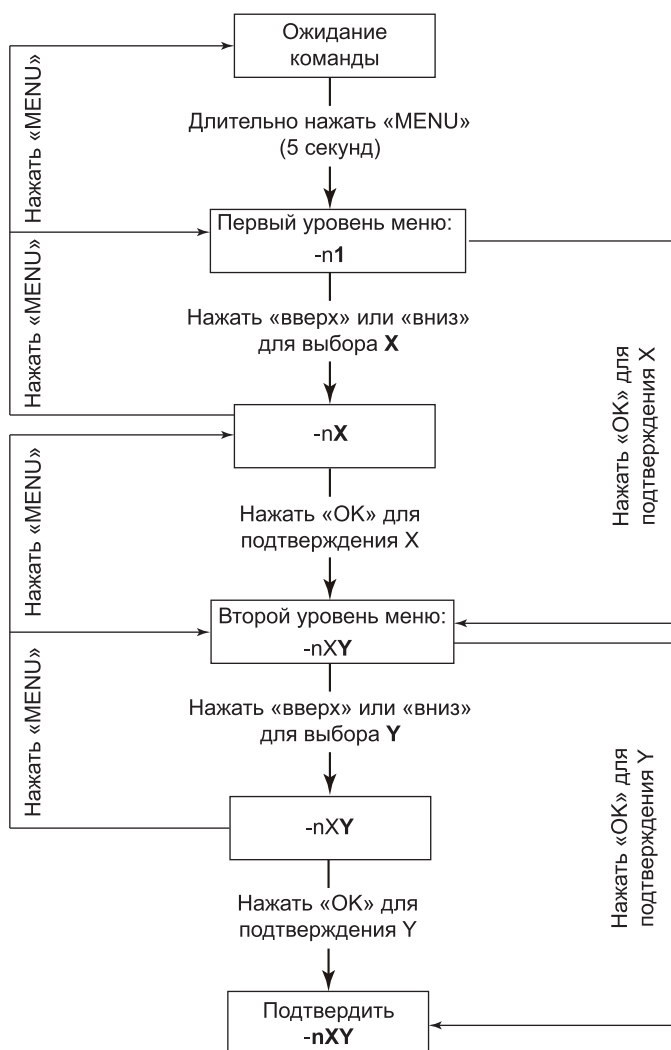 Ожидание
команды
Нажать «MENU»
Длительно нажать «MENU»
(5 секунд)
Первый уровень меню:
-n1
Нажать «MENU»
Нажать «вверх» или «вниз»
для выбора X
Нажать «OK» для
подтверждения X
-nX
Нажать «MENU»
Нажать «OK» для
подтверждения X
Второй уровень меню:
-nXY
Нажать «MENU»
Нажать «вверх» или «вниз»
для выбора Y
Нажать «OK» для
подтверждения Y
-nXY
Нажать «OK» для
подтверждения Y
Подтвердить
-nXY